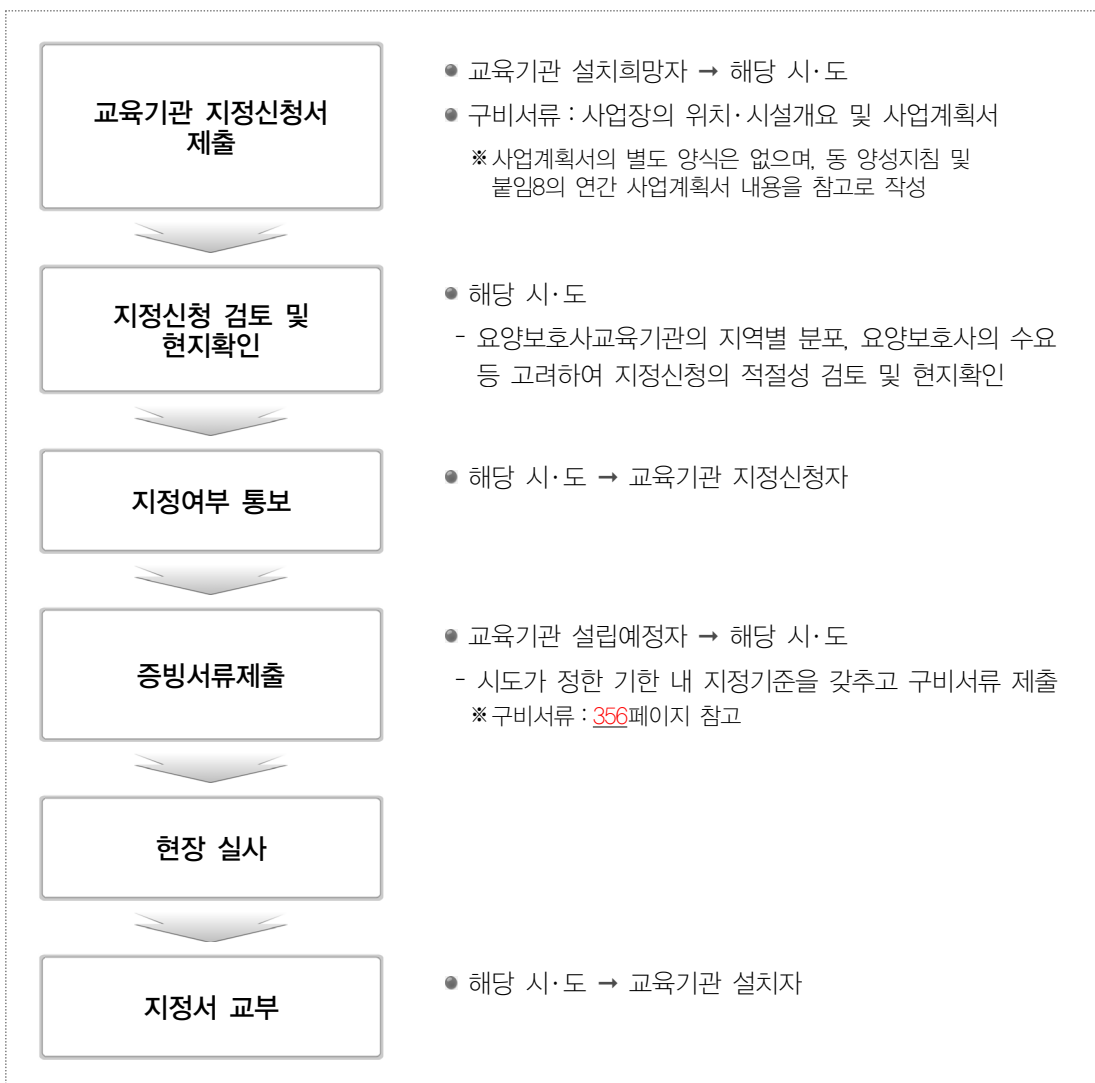 교육기관 지정신청서
제출
● 교육기관 설치희망자 → 해당 시·도
● 구비서류 : 사업장의 위치·시설개요 및 사업계획서
※ 사업계획서의 별도 양식은 없으며, 동 양성지침 및
붙임8의 연간 사업계획서 내용을 참고로 작성
지정신청 검토 및
현지확인
● 해당 시·도
- 요양보호사교육기관의 지역별 분포, 요양보호사의 수요
등 고려하여 지정신청의 적절성 검토 및 현지확인
지정여부 통보
● 해당 시·도 → 교육기관 지정신청자
증빙서류제출
● 교육기관 설립예정자 → 해당 시·도
- 시도가 정한 기한 내 지정기준을 갖추고 구비서류 제출
※ 구비서류 : 356페이지 참고
현장 실사
지정서 교부
● 해당 시·도 → 교육기관 설치자